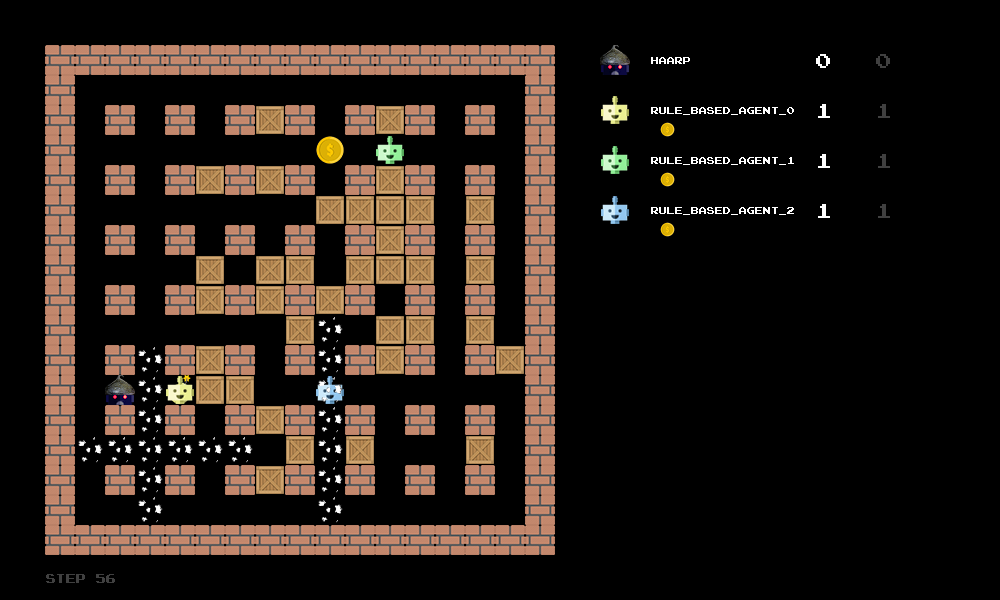 HAARP 0 0
RULE_BASED_AGENT_0 1 1
RULE_BASED_AGENT_1 1 1
RULE_BASED_AGENT_2 1 1
STEP 56